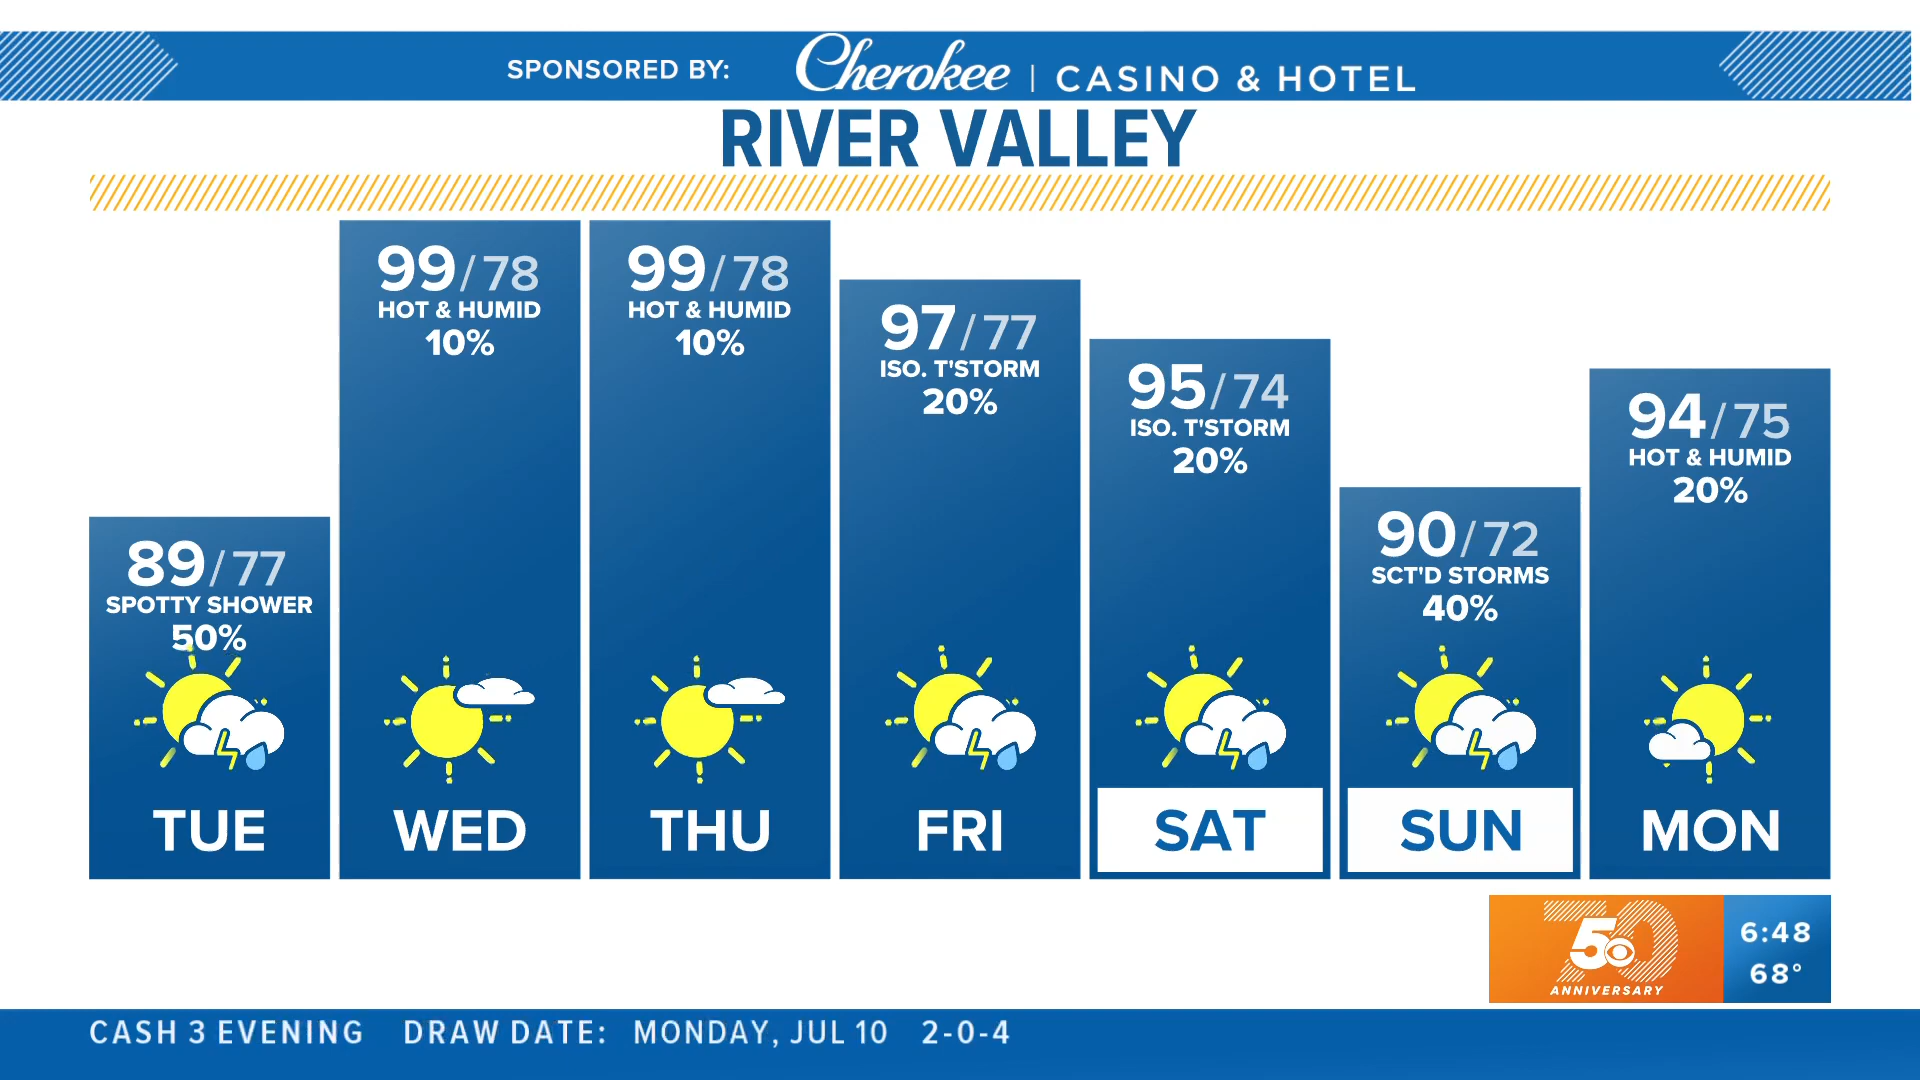 SPONSORED BY: Cherokee | CASINO & HOTEL
RIVER VALLEY
89/77
SPOTTY SHOWER
50%
TUE
99/78
HOT & HUMID
10%
WED
99/78
HOT & HUMID
10%
THU
97/77
ISO. T'STORM
20%
FRI
95/74
ISO. T'STORM
20%
SAT
90/72
SCT'D STORMS
40%
SUN
94/75
HOT & HUMID
20%
MON
70
5
ANNIVERSARY
6:48
68°
CASH 3 EVENING DRAW DATE: MONDAY, JUL 10 2-0-4